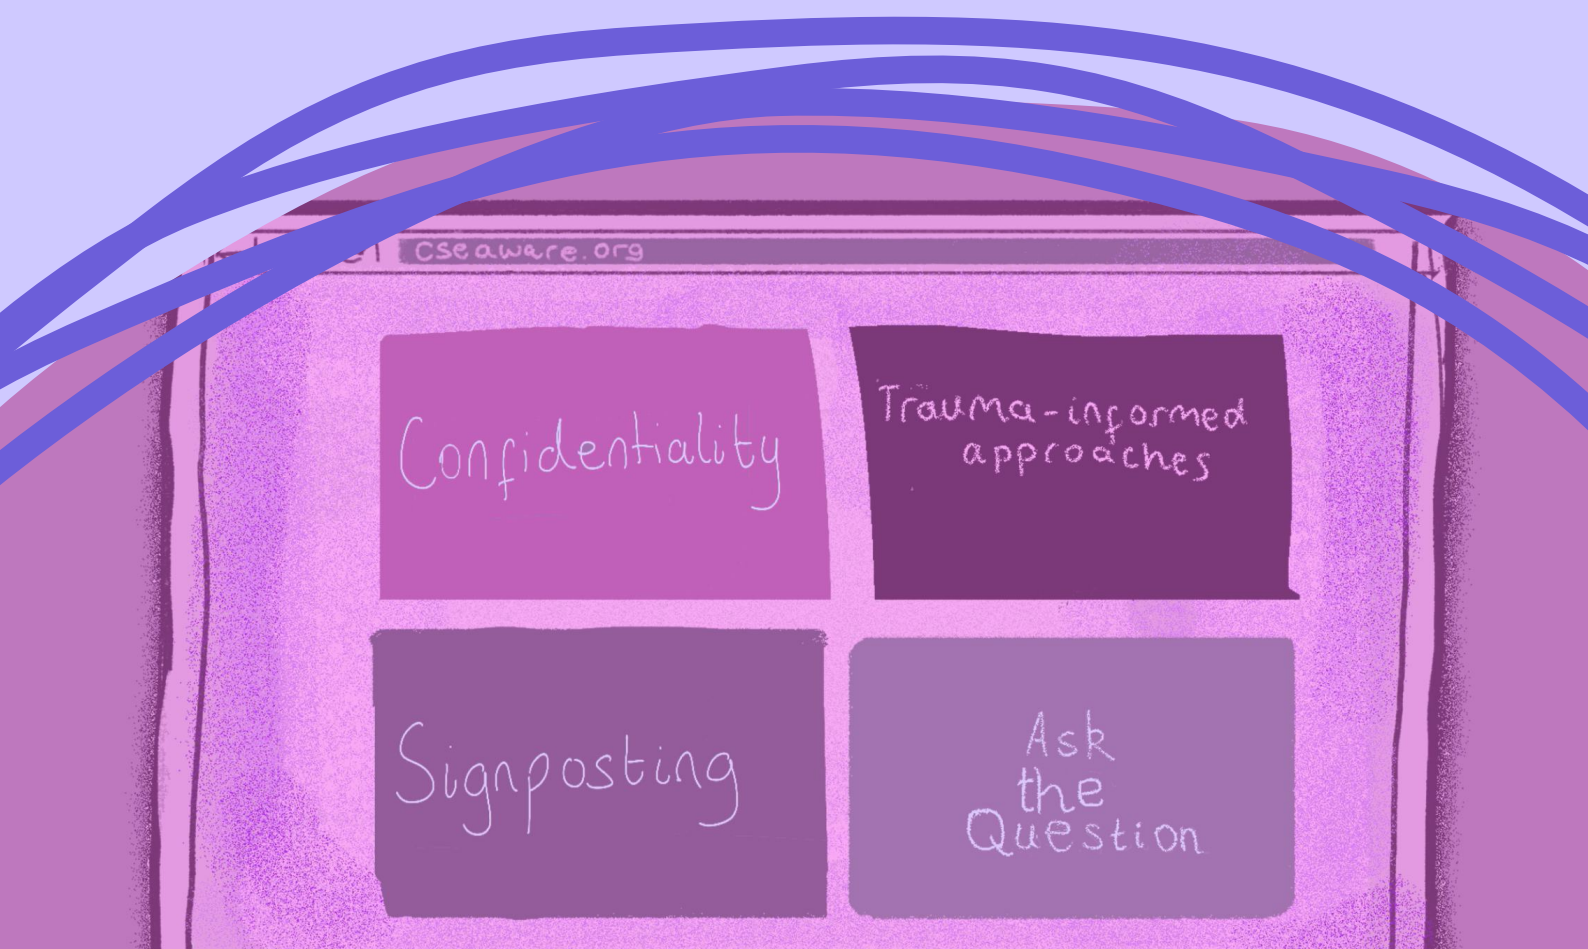 cseaware.org
Confidentiality
Trauma-informed
approaches
Signposting
Ask
the
Question